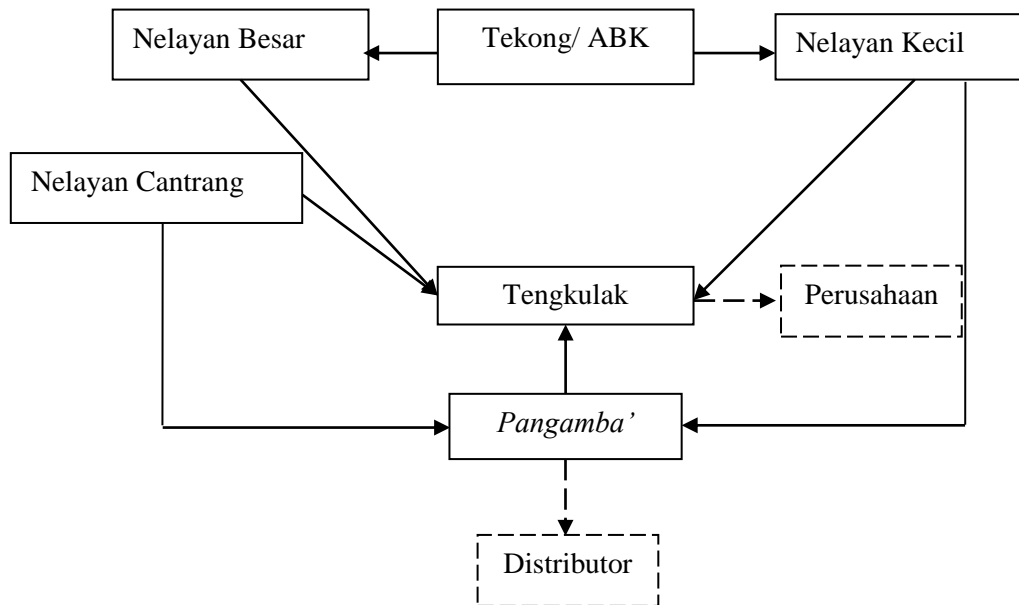 Nelayan Besar
Tekong/ ABK
Nelayan Kecil
Nelayan Cantrang
Tengkulak
Perusahaan
Pangamba’
Distributor